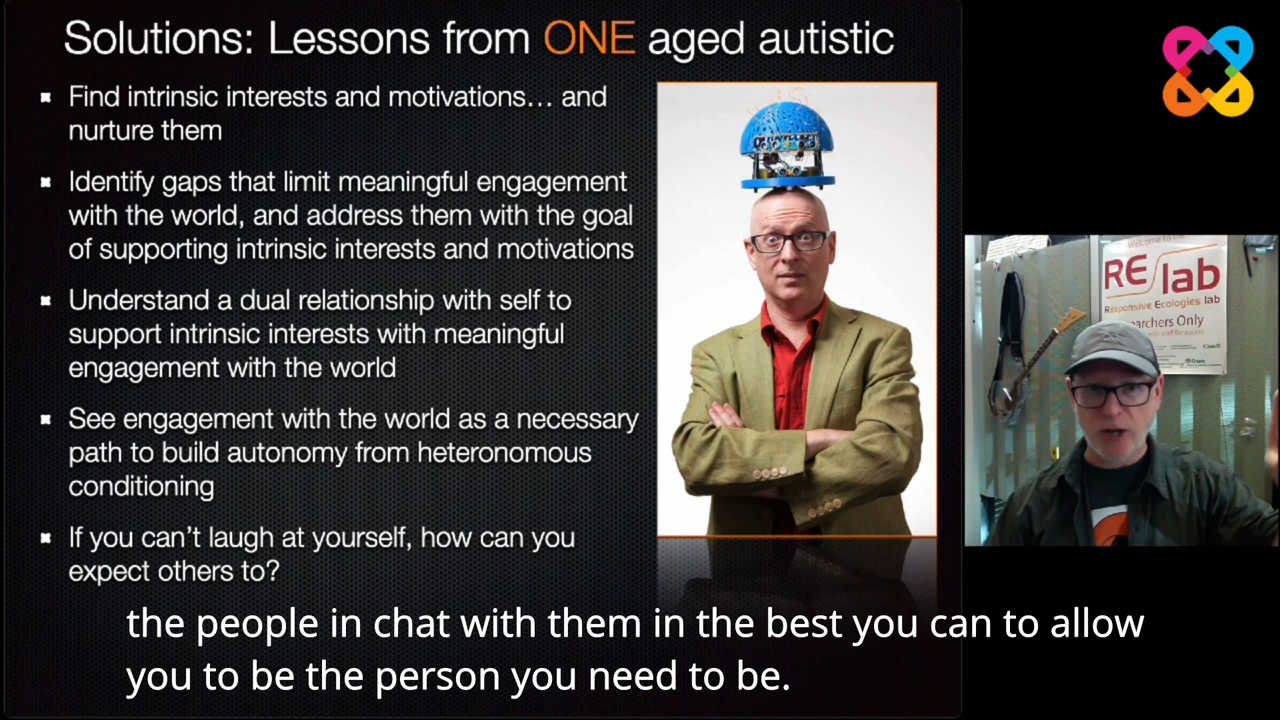 Solutions: Lessons from ONE aged autistic
Find intrinsic interests and motivations… and
nurture them
Identify gaps that limit meaningful engagement
with the world, and address them with the goal
of supporting intrinsic interests and motivations
Understand a dual relationship with self to
support intrinsic interests with meaningful
engagement with the world
See engagement with the world as a necessary
path to build autonomy from heteronomous
conditioning
If you can't laugh at yourself, how can you
expect others to?
Welcome to the
RE/lab
Responsive Ecologies lab
archers Only
the people in chat with them in the best you can to allow
you to be the person you need to be.